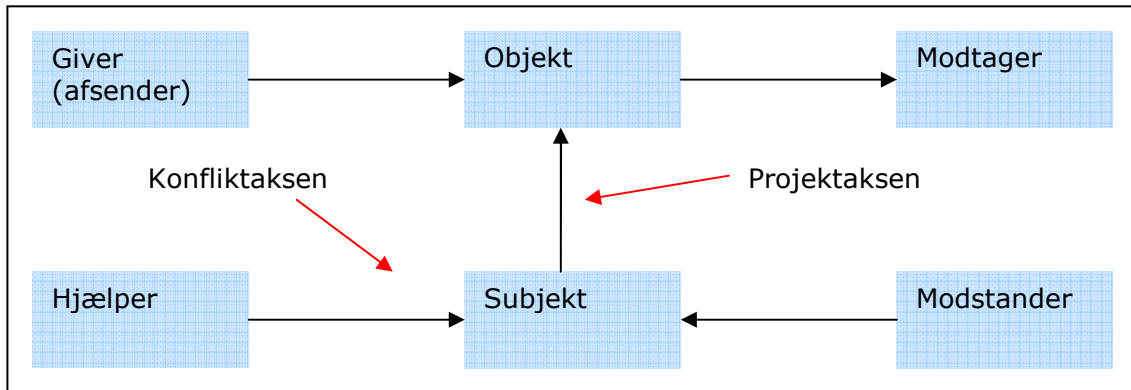 Giver
(afsender)
Objekt
Modtager
Konfliktaksen
Projektaksen
Hjælper
Subjekt
Modstander